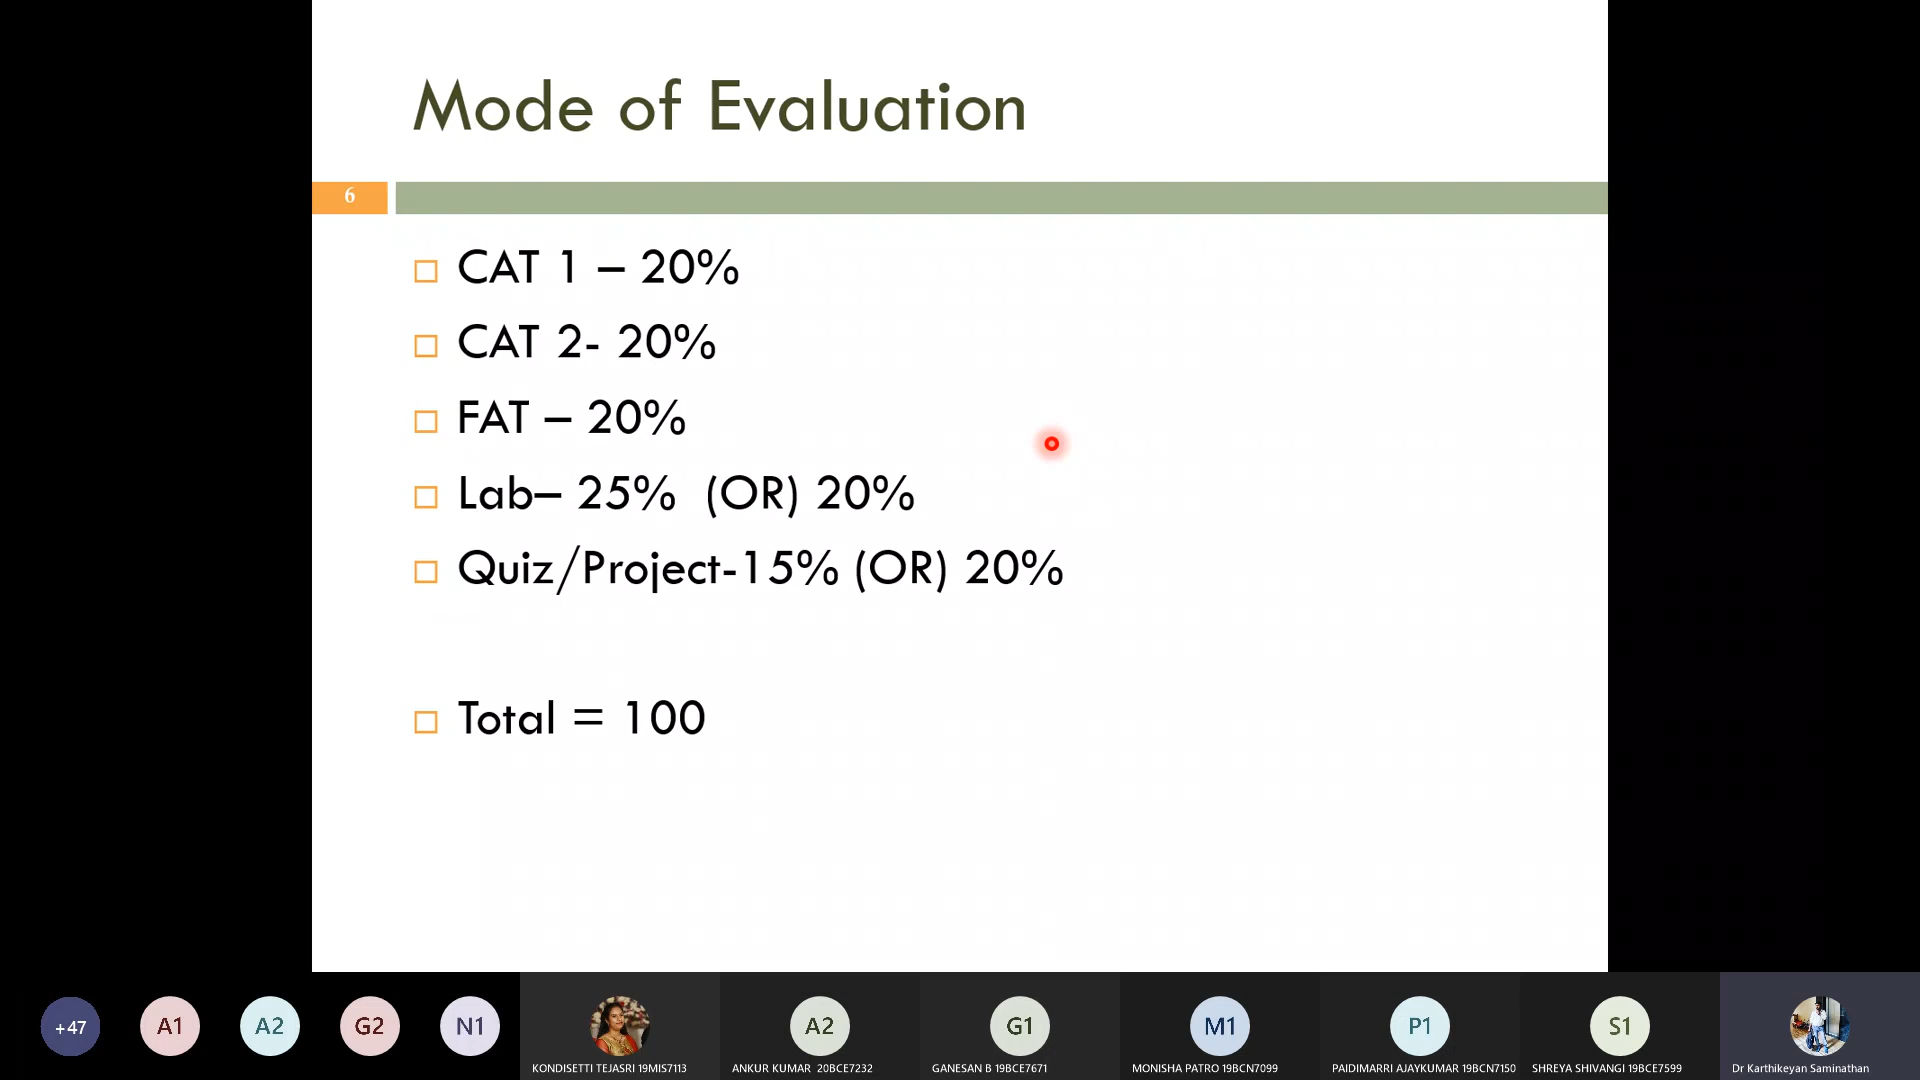 Mode of Evaluation
6
CAT 1 – 20%
CAT 2- 20%
FAT – 20%
Lab– 25%  (OR) 20%
Quiz/Project-15% (OR) 20%
Total = 100
+47
A1
A2
G2
N1
A2
G1
M1
P1
S1
KONDISETTI TEJASRI 19MIS7113
ANKUR KUMAR  20BCE7232
GANESAN B 19BCE7671
MONISHA PATRO 19BCN7099
PAIDIMARRI AJAYKUMAR 19BCN7150
SHREYA SHIVANGI 19BCE7599
Dr Karthikeyan Saminathan